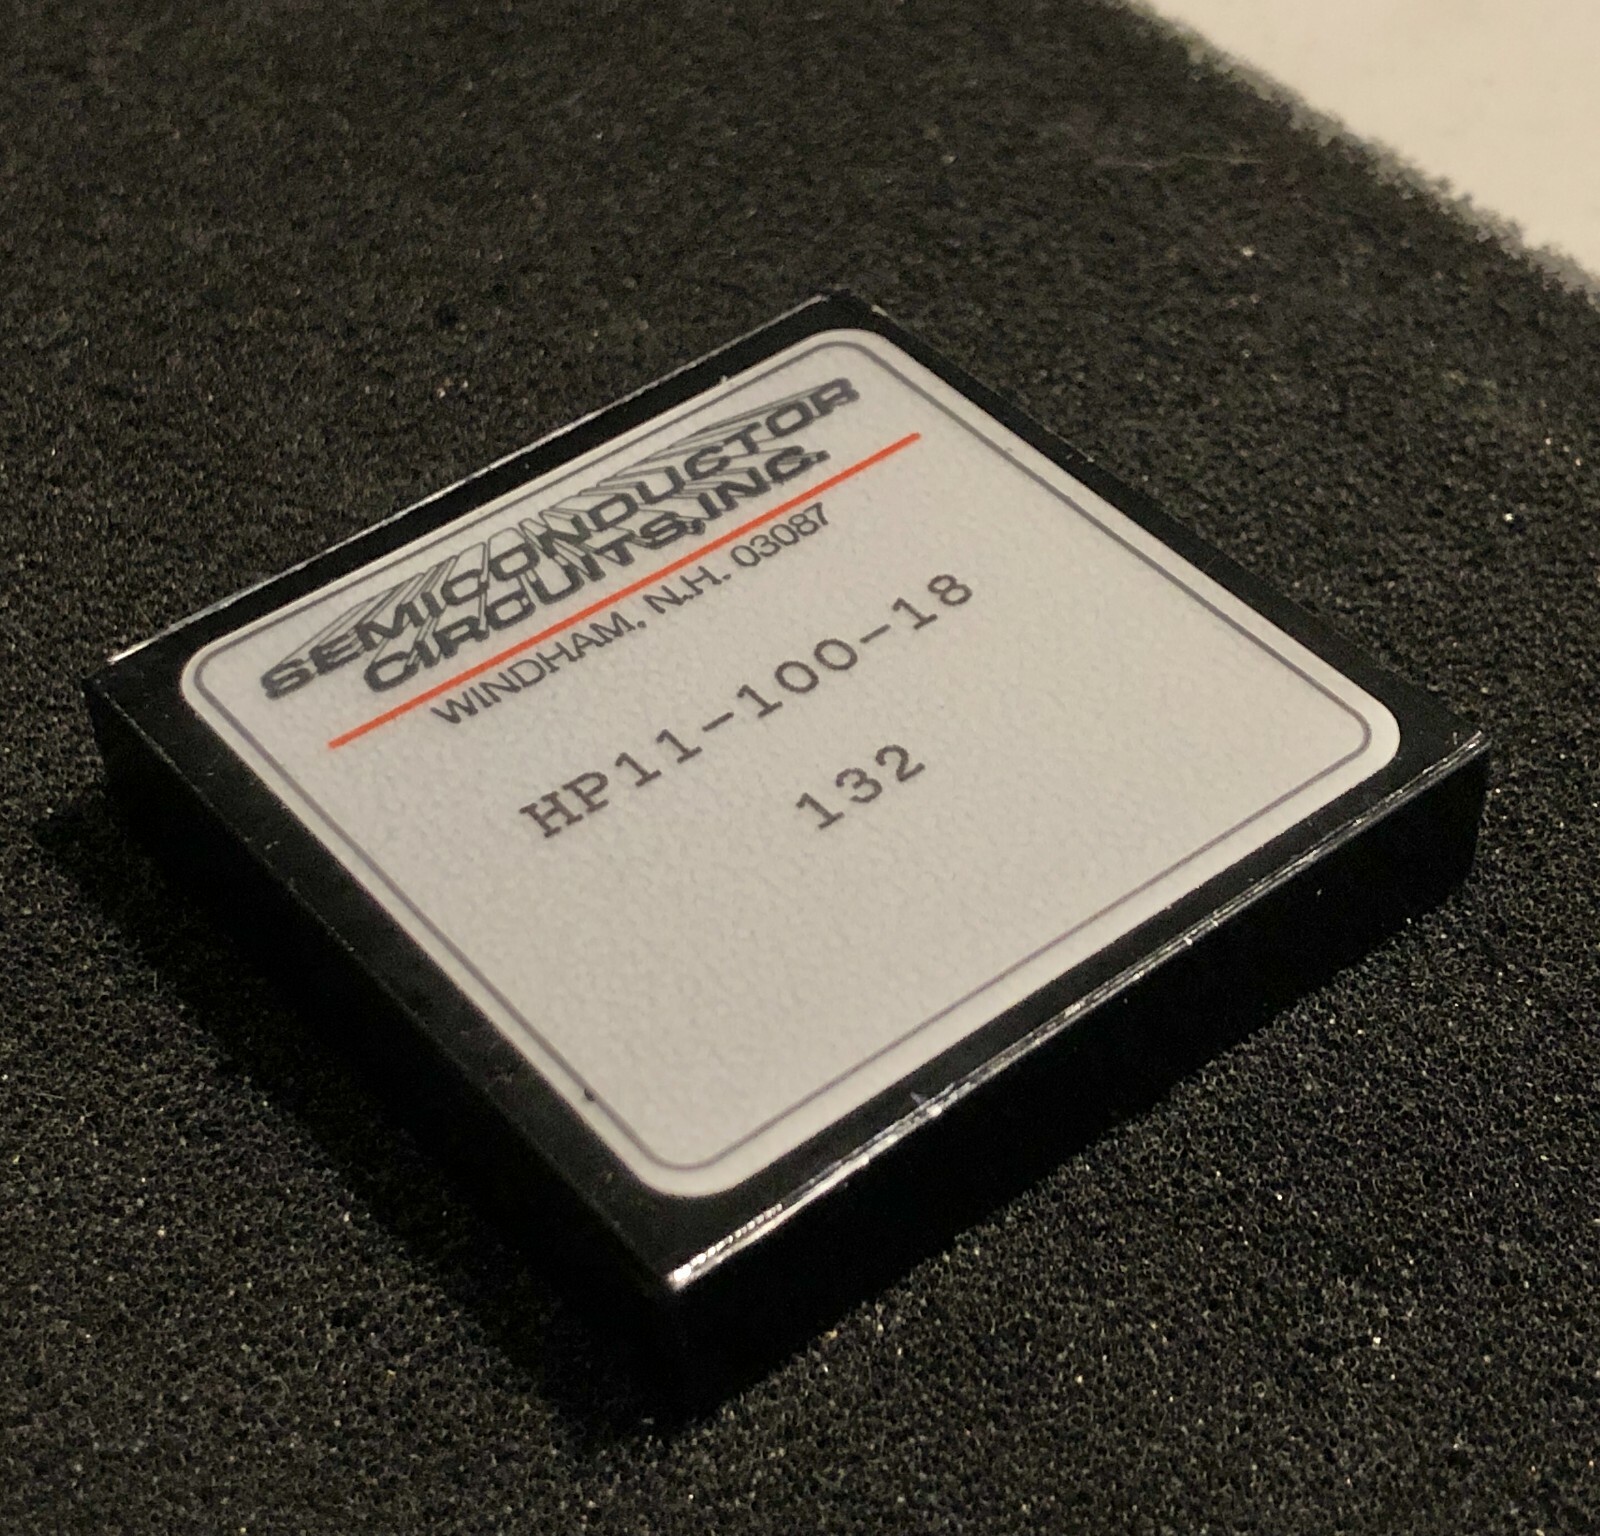 SEMICONDUCTOR
CIRCUITS, INC.
WINDHAM, N.H. 03087
HP11-100-18
132